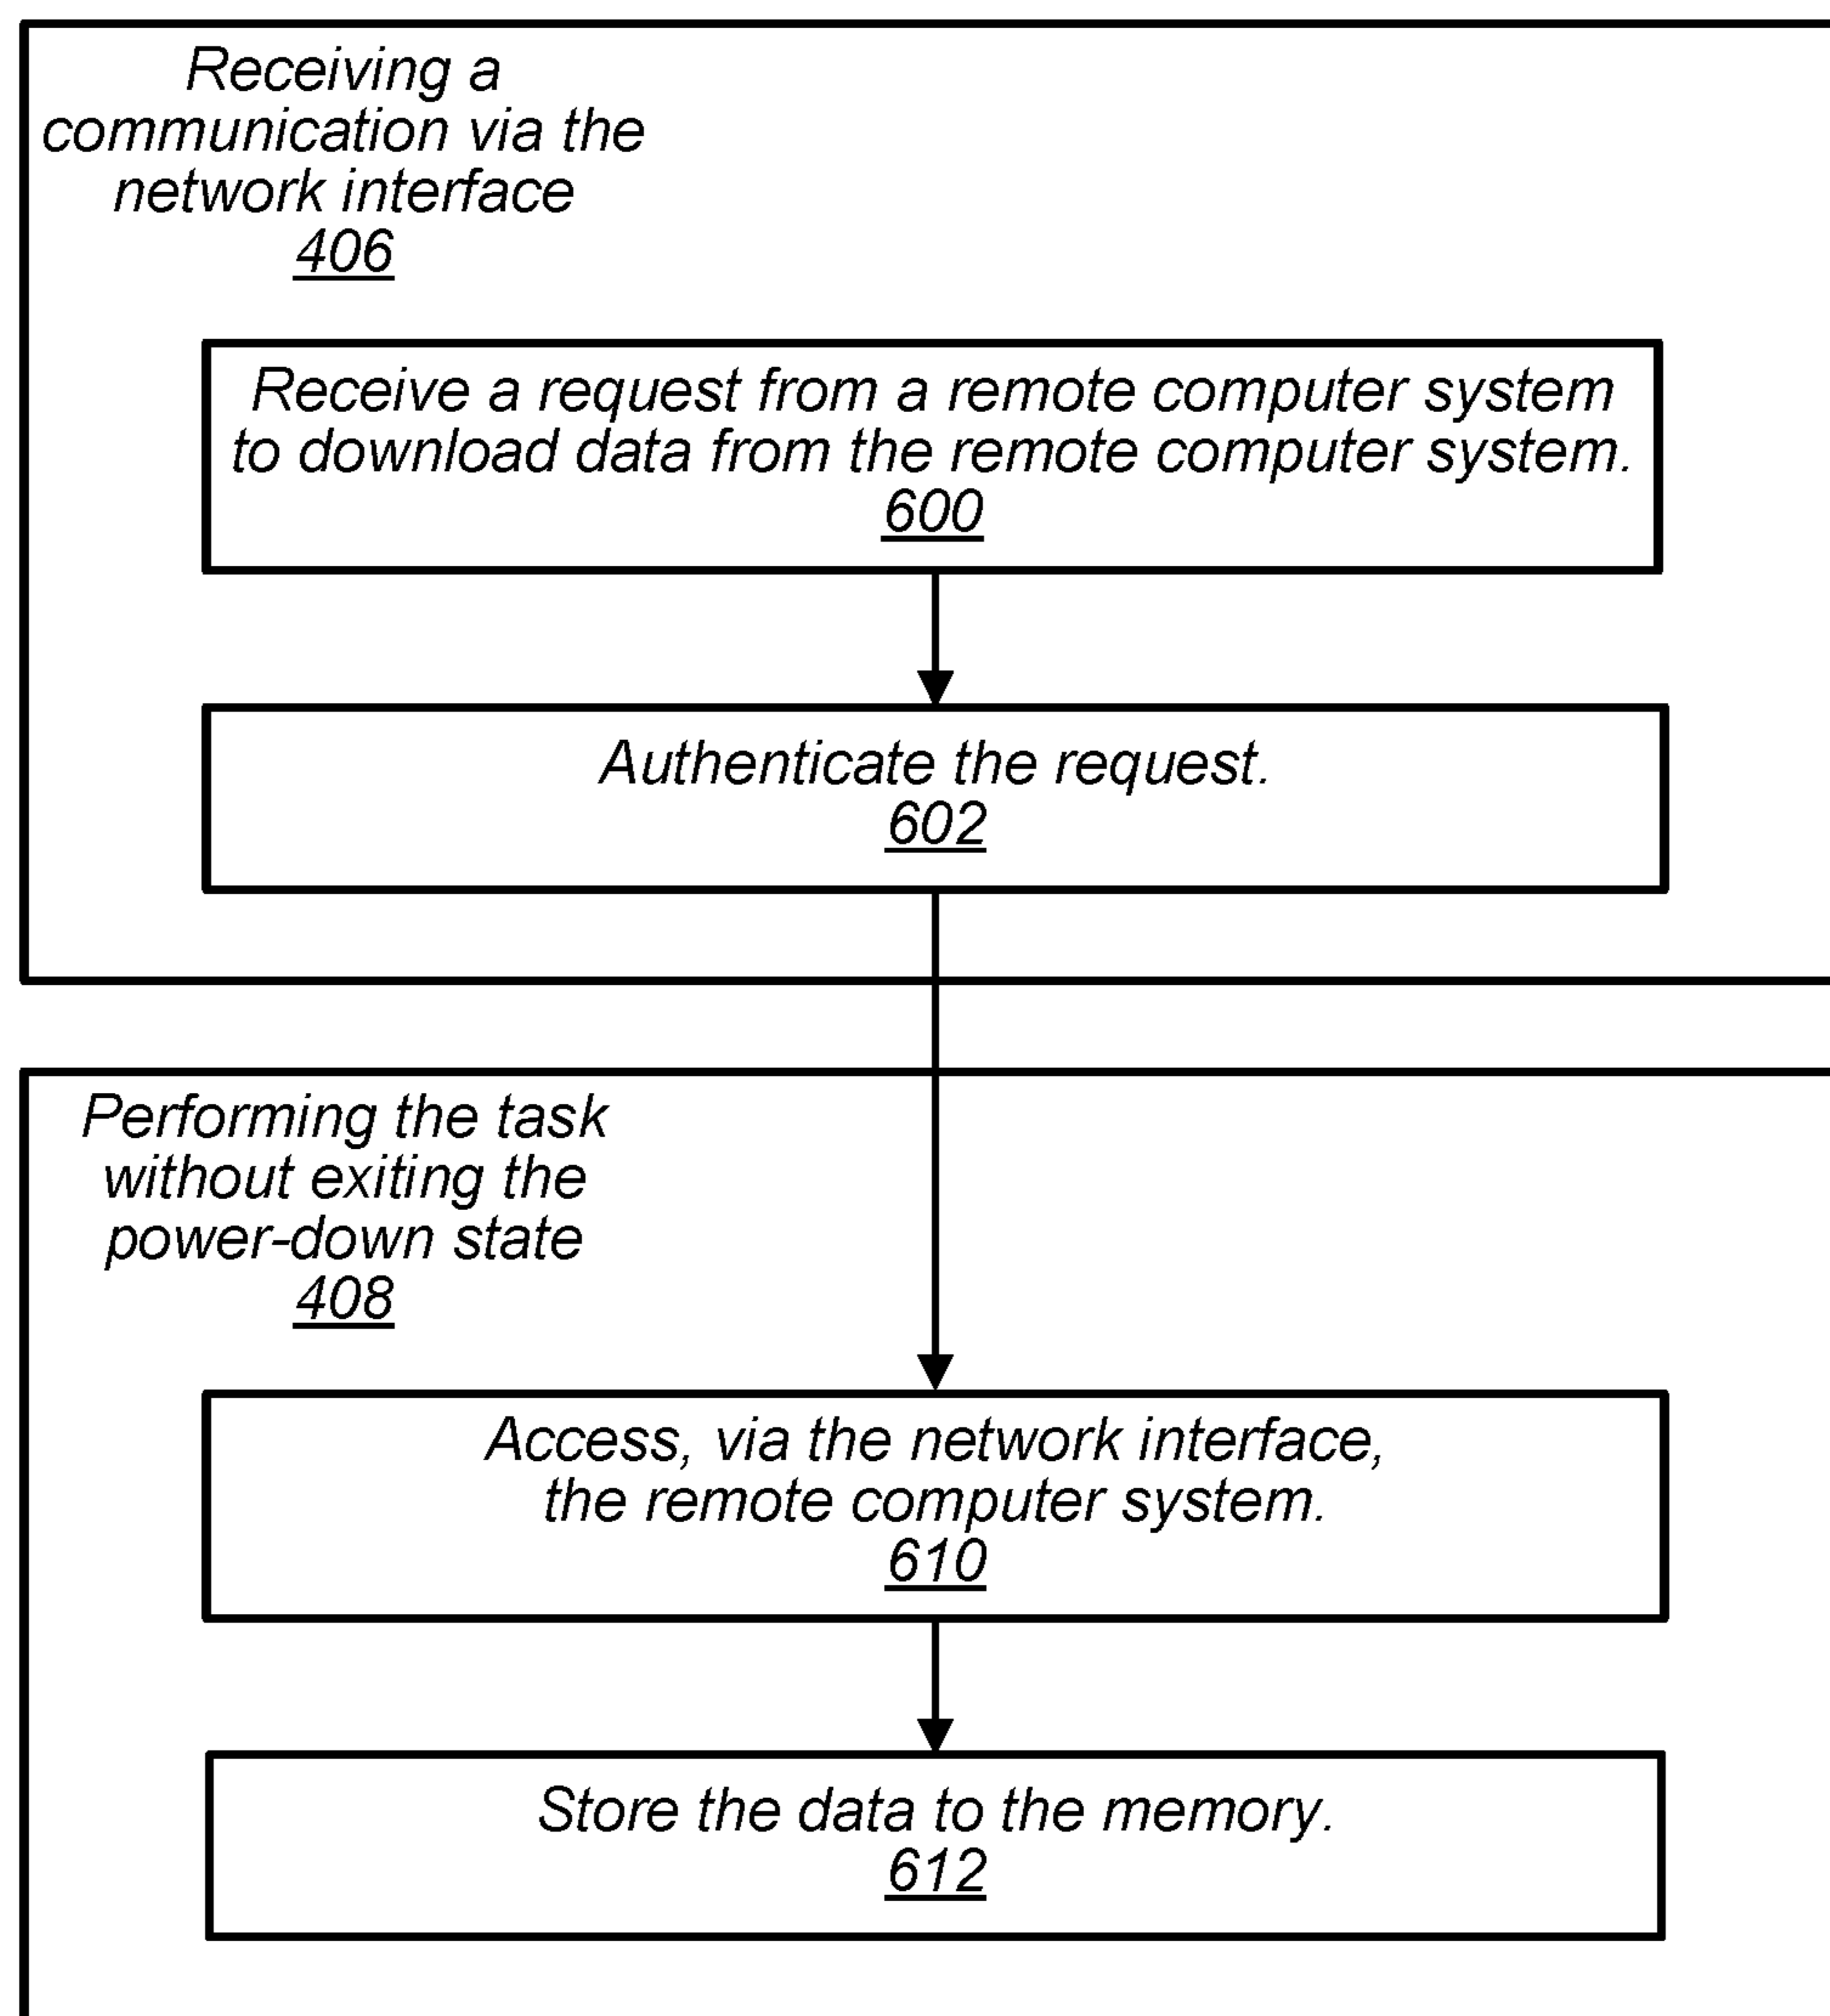 Receiving a
communication via the
network interface
406
Receive a request from a remote computer system
to download data from the remote computer system.
600
Authenticate the request.
602
Performing the task
without exiting the
power-down state
408
Access, via the network interface,
the remote computer system.
610
Store the data to the memory.
612